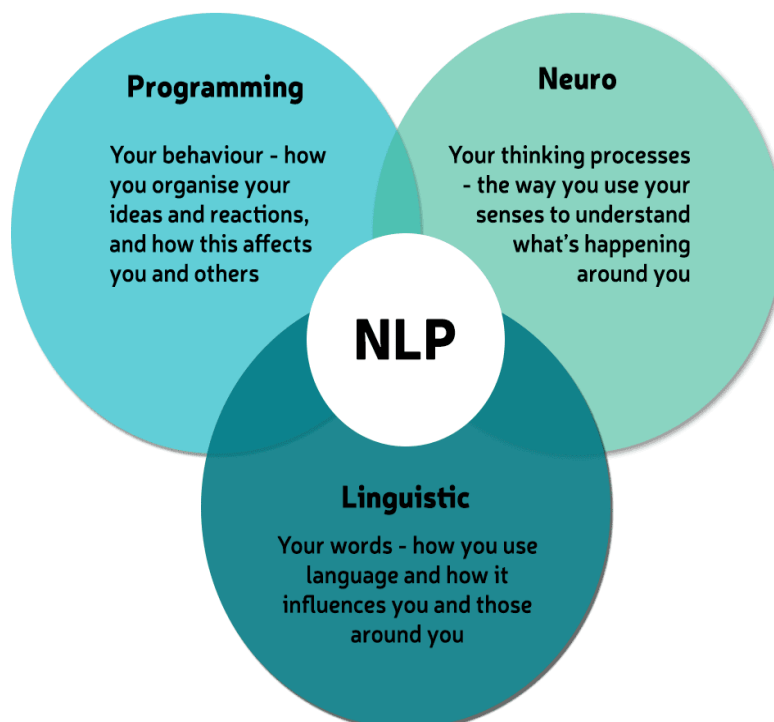 Programming
Your behaviour - how
you organise your
ideas and reactions,
and how this affects
you and others
Neuro
Your thinking processes
- the way you use your
senses to understand
what's happening
around you
NLP
Linguistic
Your words - how you use
language and how it
influences you and those
around you